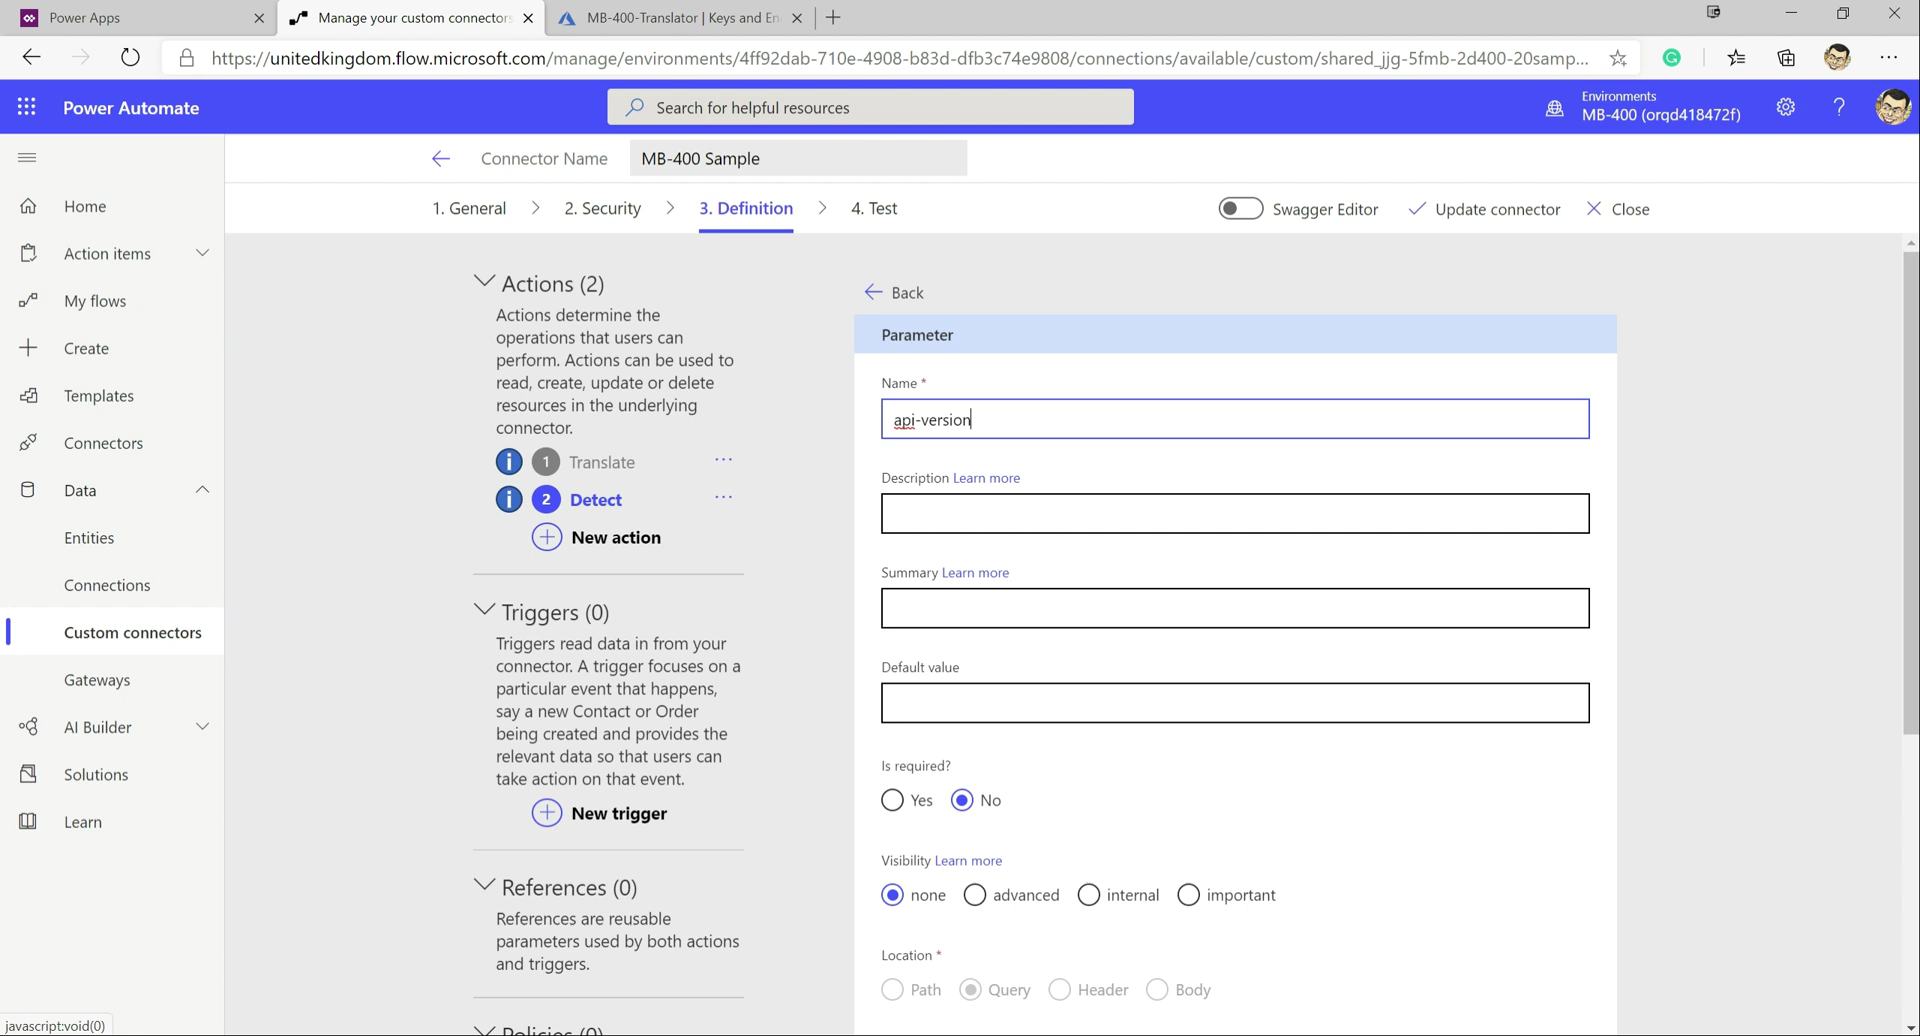 Power Apps
Manage your custom connectors
MB-400-Translator | Keys and En
https://unitedkingdom.flow.microsoft.com/manage/environments/4ff92dab-710e-4908-b83d-dfb3c74e9808/connections/available/custom/shared_jjg-5fmb-2d400-20samp...
Power Automate
Search for helpful resources
Environments
MB-400 (orqd418472f)
Connector Name
MB-400 Sample
1. General
2. Security
3. Definition
4. Test
Swagger Editor
Update connector
Close
Home
Action items
My flows
Create
Templates
Connectors
Data
Entities
Connections
Custom connectors
Gateways
AI Builder
Solutions
Learn
Actions (2)
Actions determine the
operations that users can
perform. Actions can be used to
read, create, update or delete
resources in the underlying
connector.
1 Translate ...
2 Detect ...
New action
Triggers (0)
Triggers read data in from your
connector. A trigger focuses on a
particular event that happens,
say a new Contact or Order
being created and provides the
relevant data so that users can
take action on that event.
New trigger
References (0)
References are reusable
parameters used by both actions
and triggers.
Policies (0)
Back
Parameter
Name *
api-version
Description Learn more
Summary Learn more
Default value
Is required?
Yes No
Visibility Learn more
none advanced internal important
Location *
Path Query Header Body
javascript:void(0)